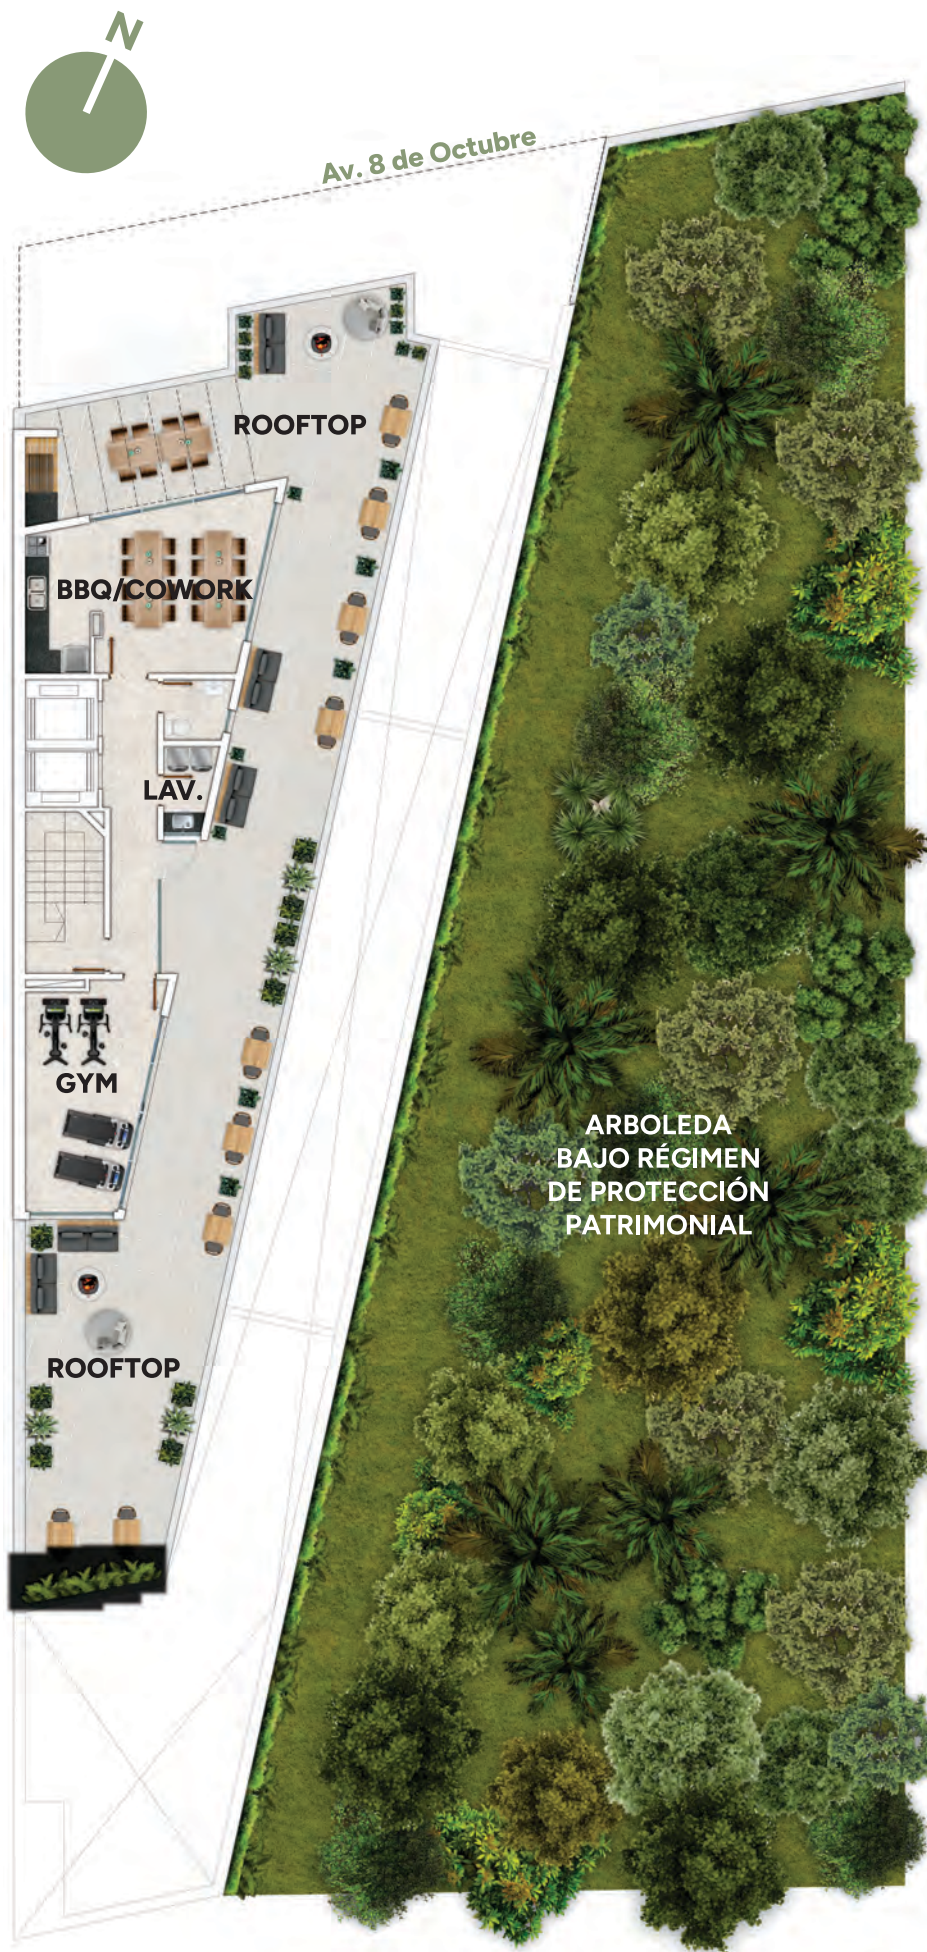 N
Av. 8 de Octubre
ROOFTOP
BBQ/COWORK
LAV.
GYM
ARBOLEDA
BAJO RÉGIMEN
DE PROTECCIÓN
PATRIMONIAL
ROOFTOP